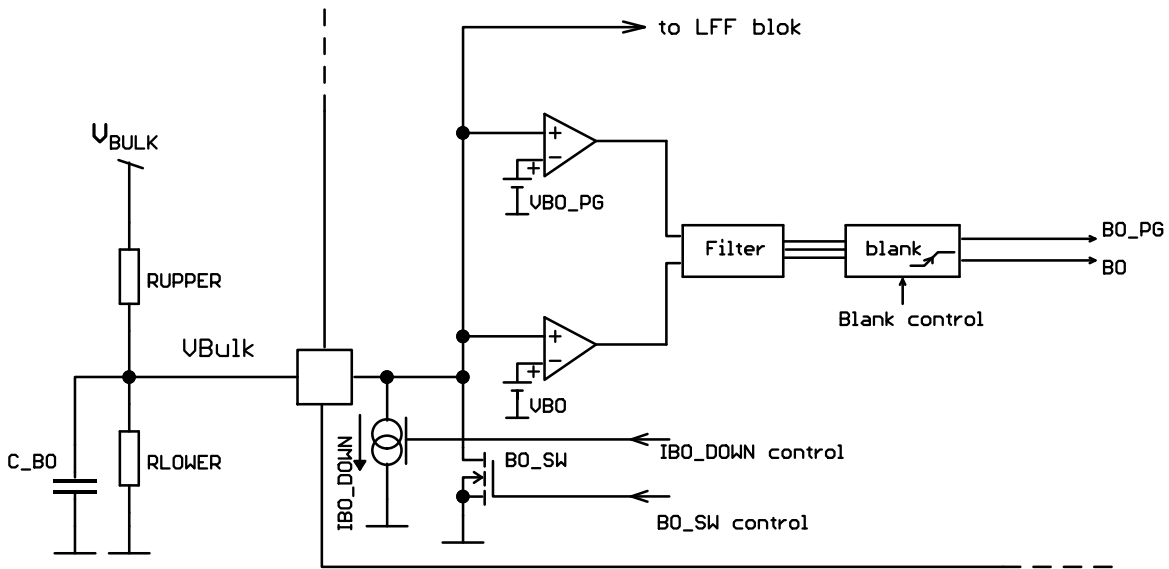 to LFF blok
VBULK
+
−
+
VBO_PG
BO_PG
Filter
blank
BO
RUPPER
Blank control
VBulk
+
−
+
VBO
IBO_DOWN
IBO_DOWN control
C_BO
RLOWER
BO_SW
BO_SW control